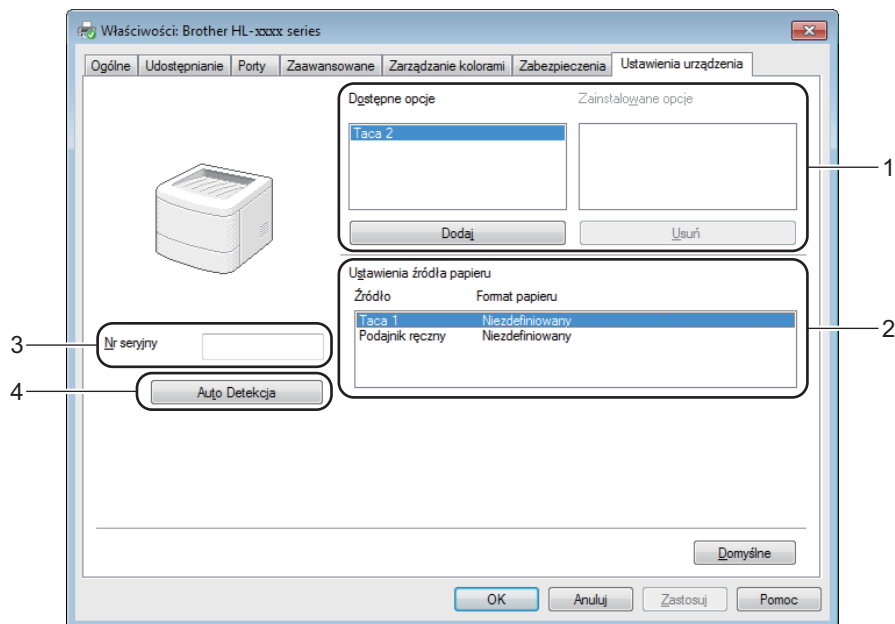 Właściwości: Brother HL-xxxx series
Ogólne Udostępnianie Porty Zaawansowane Zarządzanie kolorami Zabezpieczenia Ustawienia urządzenia
Dostępne opcje Zainstalowane opcje
Taca 2
1
Dodaj Usuń
Ustawienia źródła papieru
Źródło Format papieru
Taca 1 Niezdefiniowany
Podajnik ręczny Niezdefiniowany
2
3 Nr seryjny
4 Auto Detekcja
Domyślne
OK Anuluj Zastosuj Pomoc